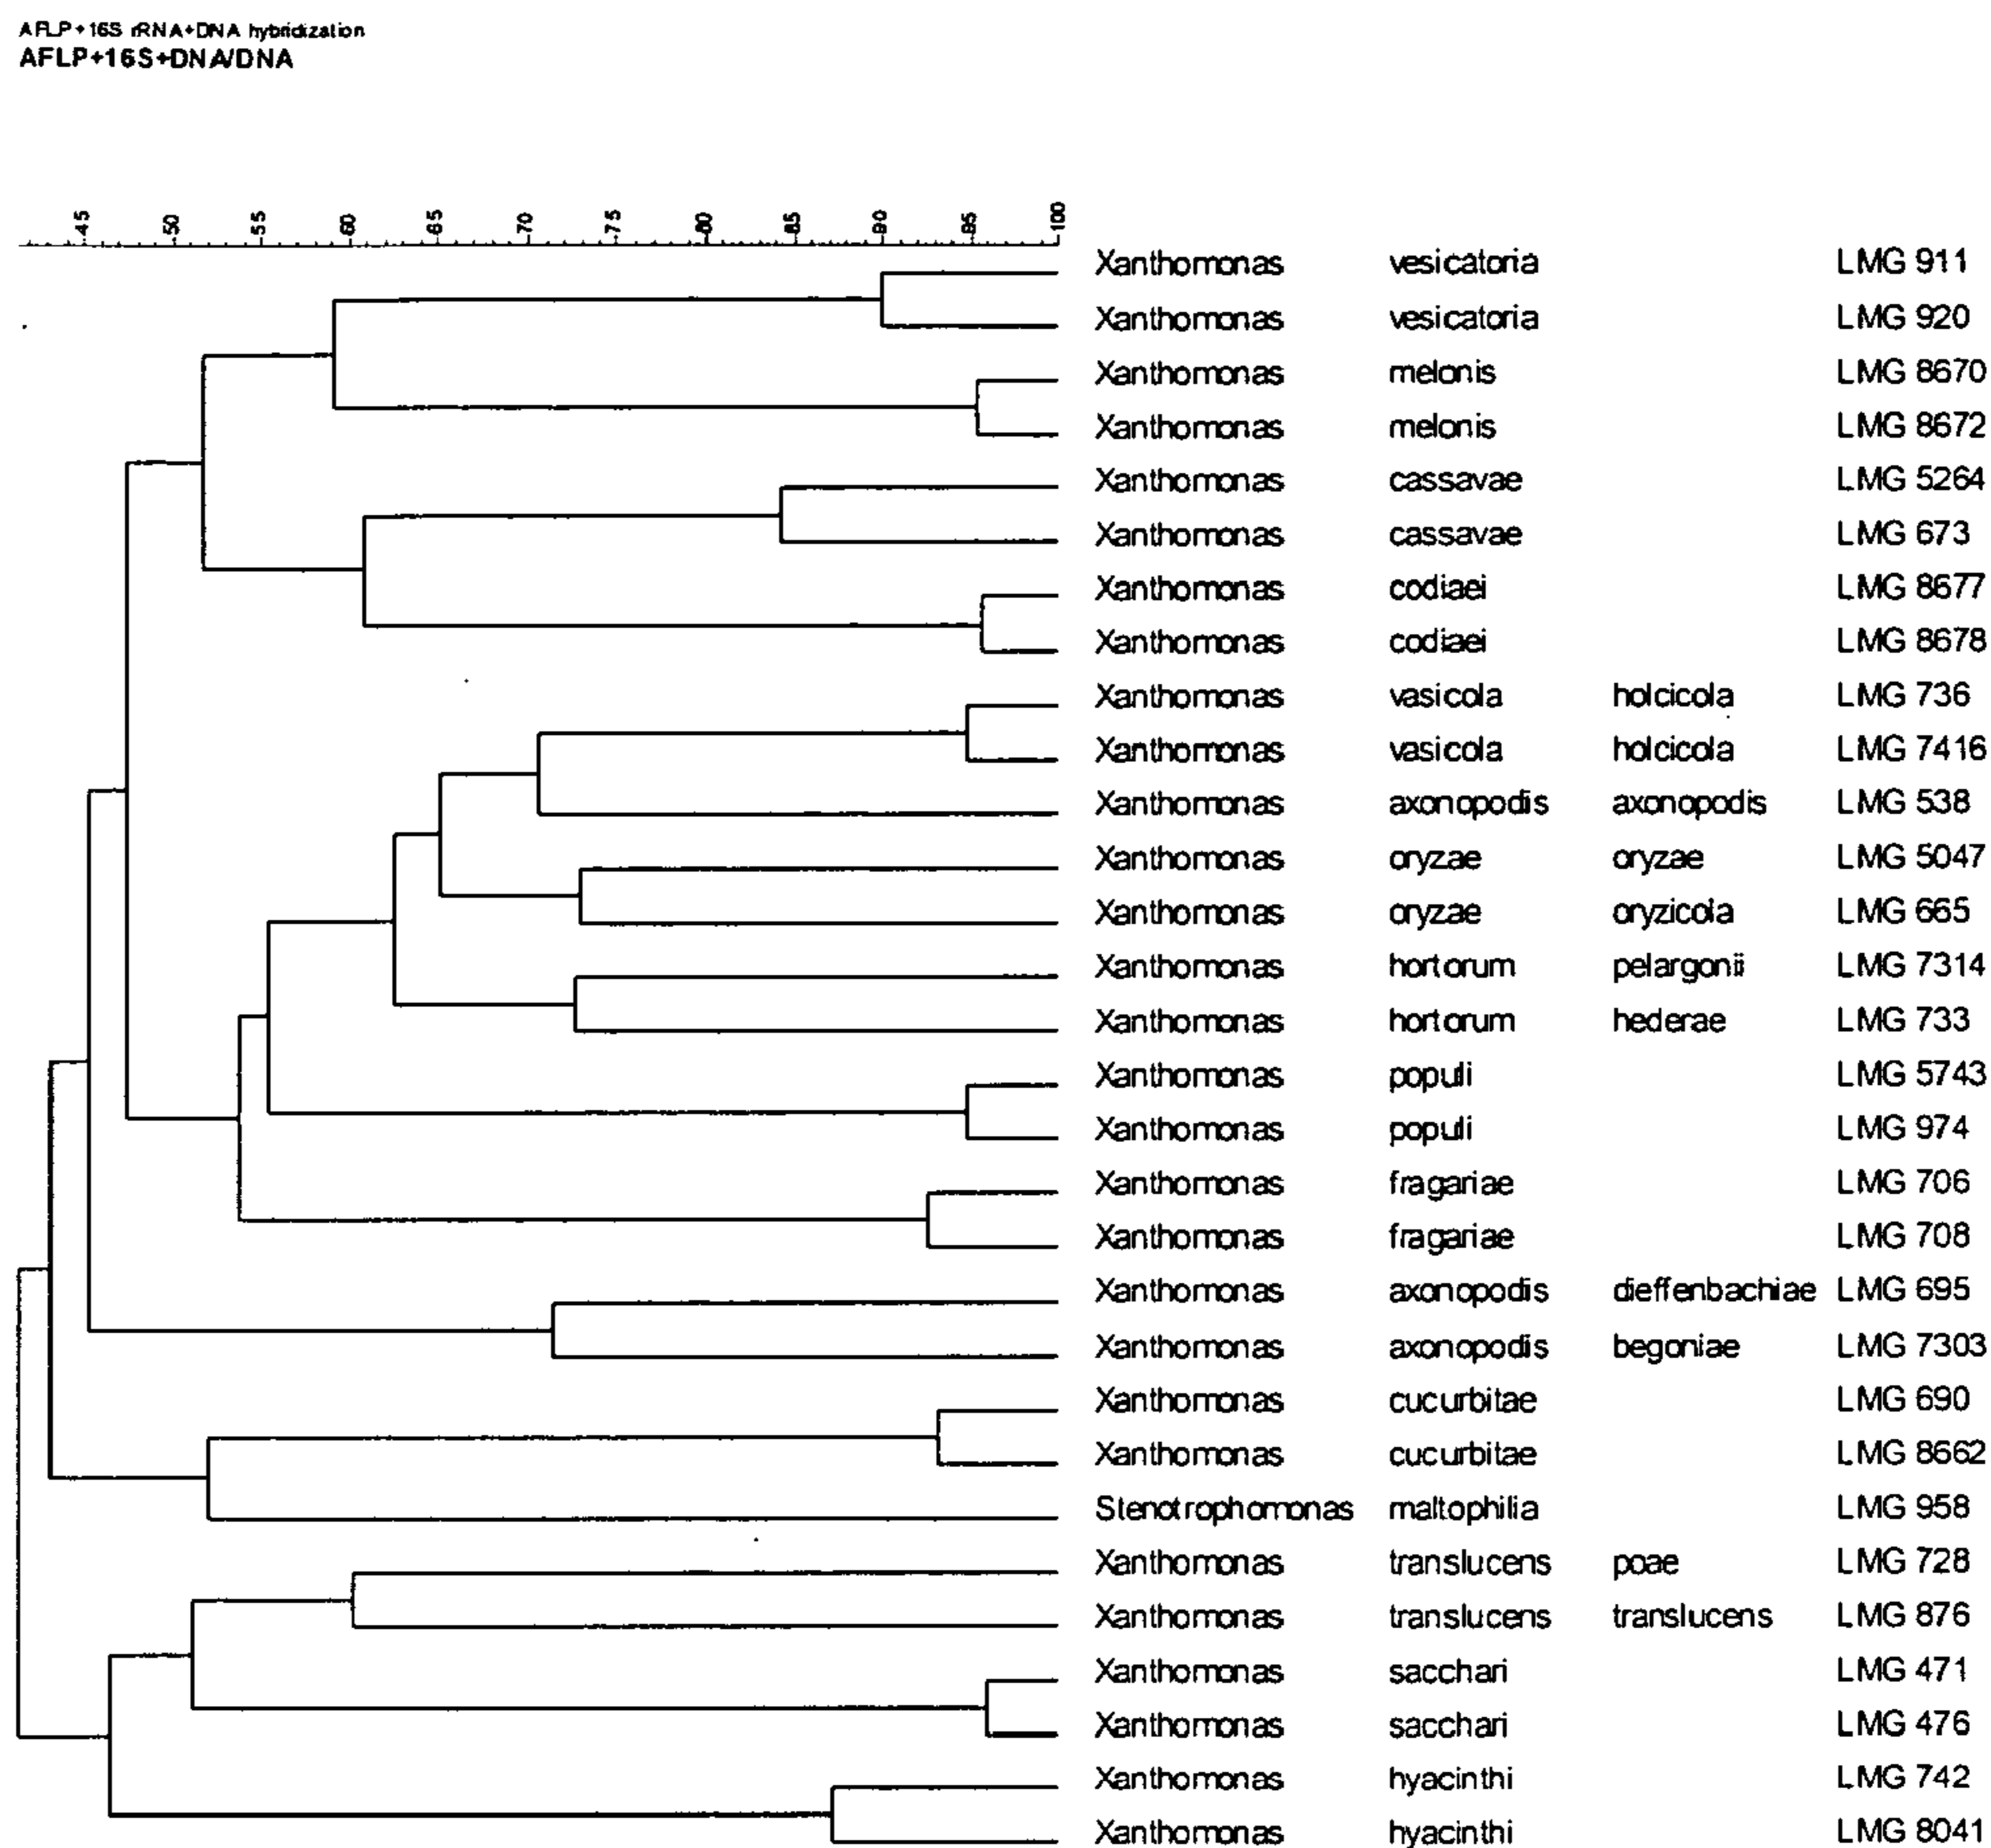 AFLP+16S rRNA+DNA hybridization
AFLP+16S+DNA/DNA
45 50 55 60 65 70 75 80 85 90 95 100
Xanthomonas vesicatoria LMG 911
Xanthomonas vesicatoria LMG 920
Xanthomonas melonis LMG 8670
Xanthomonas melonis LMG 8672
Xanthomonas cassavae LMG 5264
Xanthomonas cassavae LMG 673
Xanthomonas codiaei LMG 8677
Xanthomonas codiaei LMG 8678
Xanthomonas vasicola holcicola LMG 736
Xanthomonas vasicola holcicola LMG 7416
Xanthomonas axonopodis axonopodis LMG 538
Xanthomonas oryzae oryzae LMG 5047
Xanthomonas oryzae oryzicola LMG 665
Xanthomonas hortorum pelargonii LMG 7314
Xanthomonas hortorum hederae LMG 733
Xanthomonas populi LMG 5743
Xanthomonas populi LMG 974
Xanthomonas fragariae LMG 706
Xanthomonas fragariae LMG 708
Xanthomonas axonopodis dieffenbachiae LMG 695
Xanthomonas axonopodis begoniae LMG 7303
Xanthomonas cucurbitae LMG 690
Xanthomonas cucurbitae LMG 8662
Stenotrophomonas maltophilia LMG 958
Xanthomonas translucens poae LMG 728
Xanthomonas translucens translucens LMG 876
Xanthomonas sacchari LMG 471
Xanthomonas sacchari LMG 476
Xanthomonas hyacinthi LMG 742
Xanthomonas hyacinthi LMG 8041